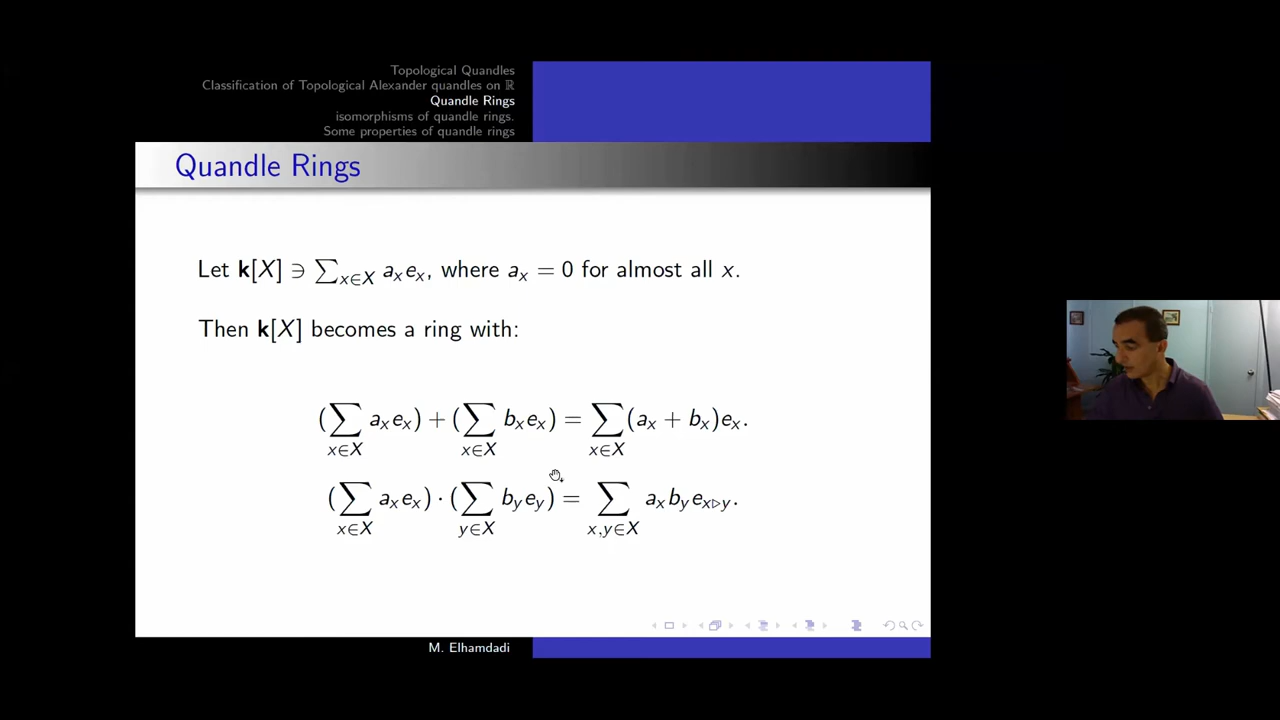 Topological Quandles
Classification of Topological Alexander quandles on ℝ
Quandle Rings
isomorphisms of quandle rings.
Some properties of quandle rings
Quandle Rings
Let k[X] ∋ ∑_{x∈X} a_x e_x, where a_x = 0 for almost all x.
Then k[X] becomes a ring with:
(∑_{x∈X} a_x e_x) + (∑_{x∈X} b_x e_x) = ∑_{x∈X} (a_x + b_x)e_x.
(∑_{x∈X} a_x e_x) · (∑_{y∈X} b_y e_y) = ∑_{x,y∈X} a_x b_y e_{x▷y}.
M. Elhamdadi